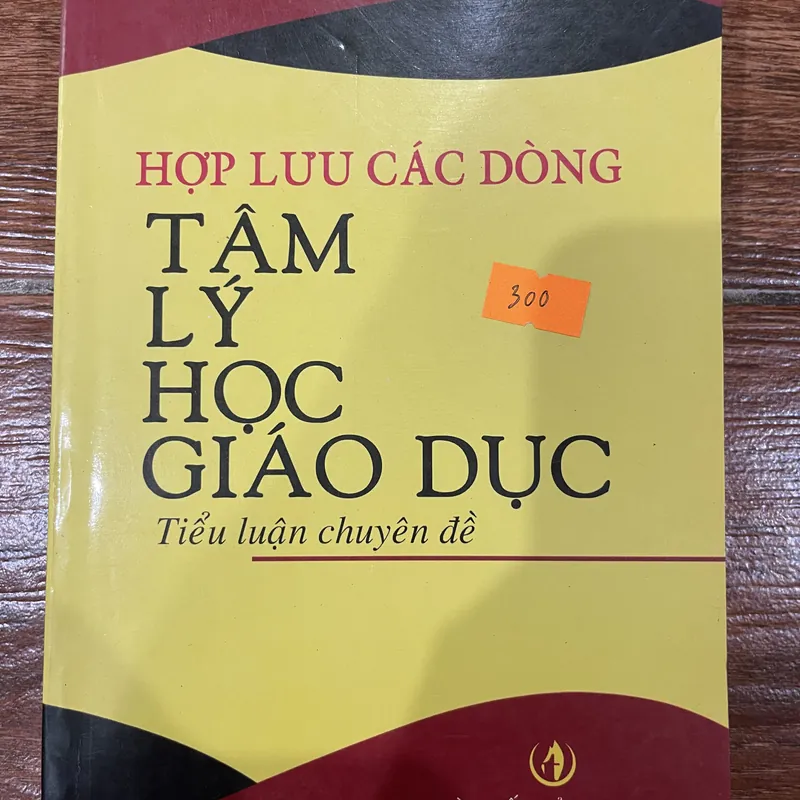 HỢP LƯU CÁC DÒNG
TÂM
LÝ
HỌC
GIÁO DỤC
300
Tiểu luận chuyên đề